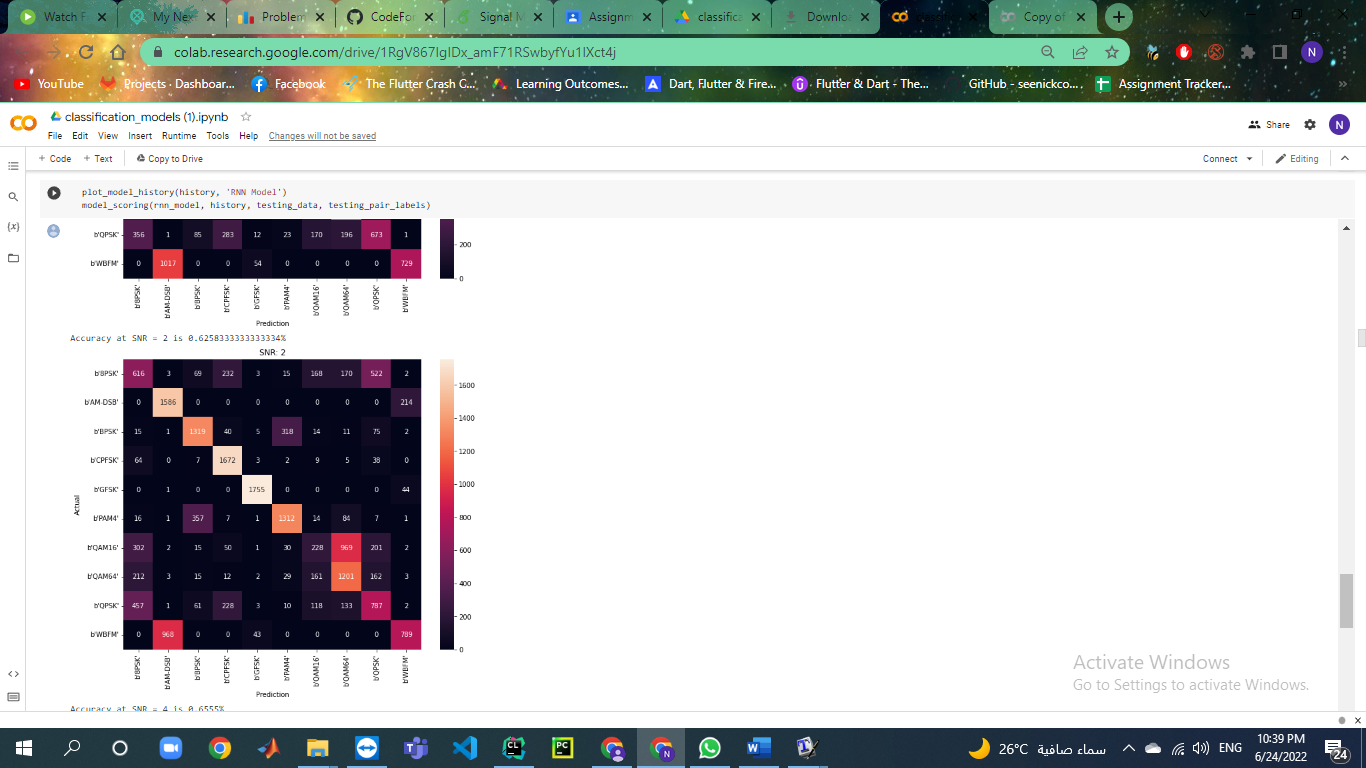 Watch F
My Nex
Problem
CodeFor
Signal M
Assignm
classifica
Downlo
Copy of
colab.research.google.com/drive/1RgV867IgIDx_amF71RSwbyfYu1IXct4j
YouTube Projects · Dashboar... Facebook The Flutter Crash C... Learning Outcomes... Dart, Flutter & Fire... Flutter & Dart - The... GitHub - seenickco... Assignment Tracker... »
classification_models (1).ipynb
File Edit View Insert Runtime Tools Help Changes will not be saved
Share N
+ Code + Text Copy to Drive Connect Editing
plot_model_history(history, 'RNN Model')
model_scoring(rnn_model, history, testing_data, testing_pair_labels)
b'QPSK' 356 1 85 283 12 23 170 196 673 1
b'WBFM' 0 1017 0 0 54 0 0 0 0 729
200
0
b'8PSK' b'AM-DSB' b'BPSK' b'CPFSK' b'GFSK' b'PAM4' b'QAM16' b'QAM64' b'QPSK' b'WBFM'
Prediction
Accuracy at SNR = 2 is 0.6258333333333334%
SNR: 2
b'8PSK' 616 3 69 232 3 15 168 170 522 2
b'AM-DSB' 0 1586 0 0 0 0 0 0 0 214
b'BPSK' 15 1 1319 40 5 318 14 11 75 2
b'CPFSK' 64 0 7 1672 3 2 9 5 38 0
b'GFSK' 0 1 0 0 1755 0 0 0 0 44
b'PAM4' 16 1 357 7 1 1312 14 84 7 1
b'QAM16' 302 2 15 50 1 30 228 969 201 2
b'QAM64' 212 3 15 12 2 29 161 1201 162 3
b'QPSK' 457 1 61 228 3 10 118 133 787 2
b'WBFM' 0 968 0 0 43 0 0 0 0 789
Actual
1600
1400
1200
1000
800
600
400
200
0
b'8PSK' b'AM-DSB' b'BPSK' b'CPFSK' b'GFSK' b'PAM4' b'QAM16' b'QAM64' b'QPSK' b'WBFM'
Prediction
Accuracy at SNR = 4 is 0.6555%
Activate Windows
Go to Settings to activate Windows.
26°C سماء صافية ENG
10:39 PM
6/24/2022
24